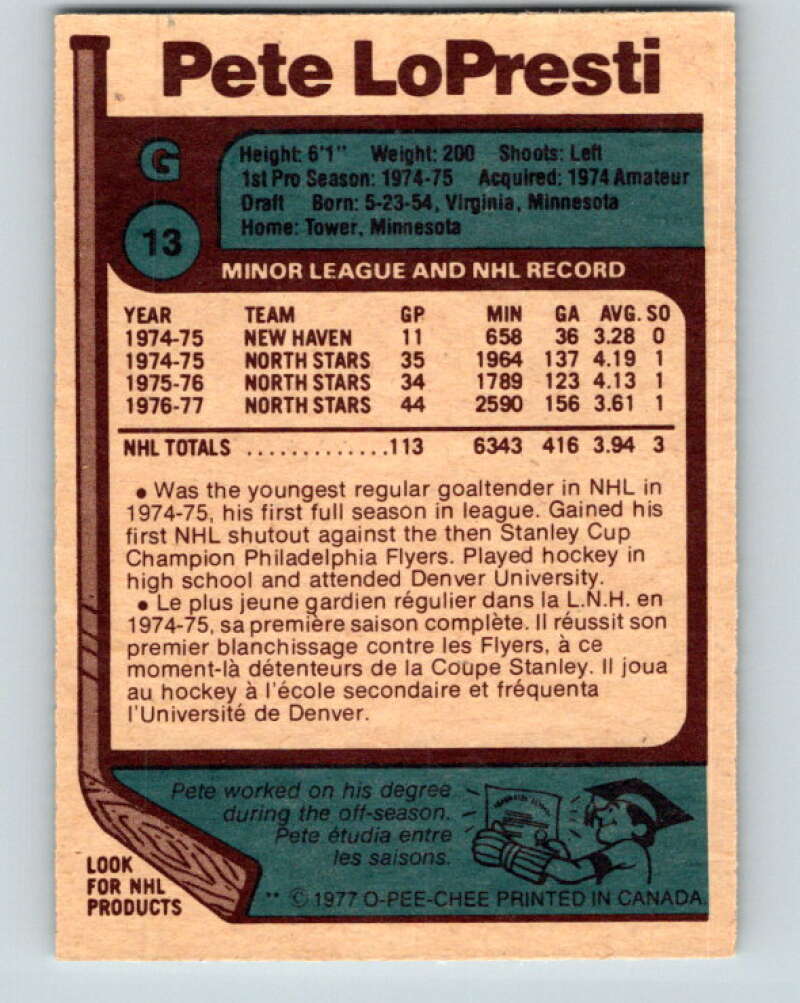 Pete LoPresti
G
13
Height: 6'1" Weight: 200 Shoots: Left
1st Pro Season: 1974-75 Acquired: 1974 Amateur
Draft Born: 5-23-54, Virginia, Minnesota
Home: Tower, Minnesota
MINOR LEAGUE AND NHL RECORD
YEAR TEAM GP MIN GA AVG. SO
1974-75 NEW HAVEN 11 658 36 3.28 0
1974-75 NORTH STARS 35 1964 137 4.19 1
1975-76 NORTH STARS 34 1789 123 4.13 1
1976-77 NORTH STARS 44 2590 156 3.61 1
NHL TOTALS .............113 6343 416 3.94 3
• Was the youngest regular goaltender in NHL in
1974-75, his first full season in league. Gained his
first NHL shutout against the then Stanley Cup
Champion Philadelphia Flyers. Played hockey in
high school and attended Denver University.
• Le plus jeune gardien régulier dans la L.N.H. en
1974-75, sa première saison complète. Il réussit son
premier blanchissage contre les Flyers, à ce
moment-là détenteurs de la Coupe Stanley. Il joua
au hockey à l'école secondaire et fréquenta
l'Université de Denver.
Pete worked on his degree
during the off-season.
Pete étudia entre
les saisons.
LOOK
FOR NHL
PRODUCTS
** © 1977 O-PEE-CHEE PRINTED IN CANADA.